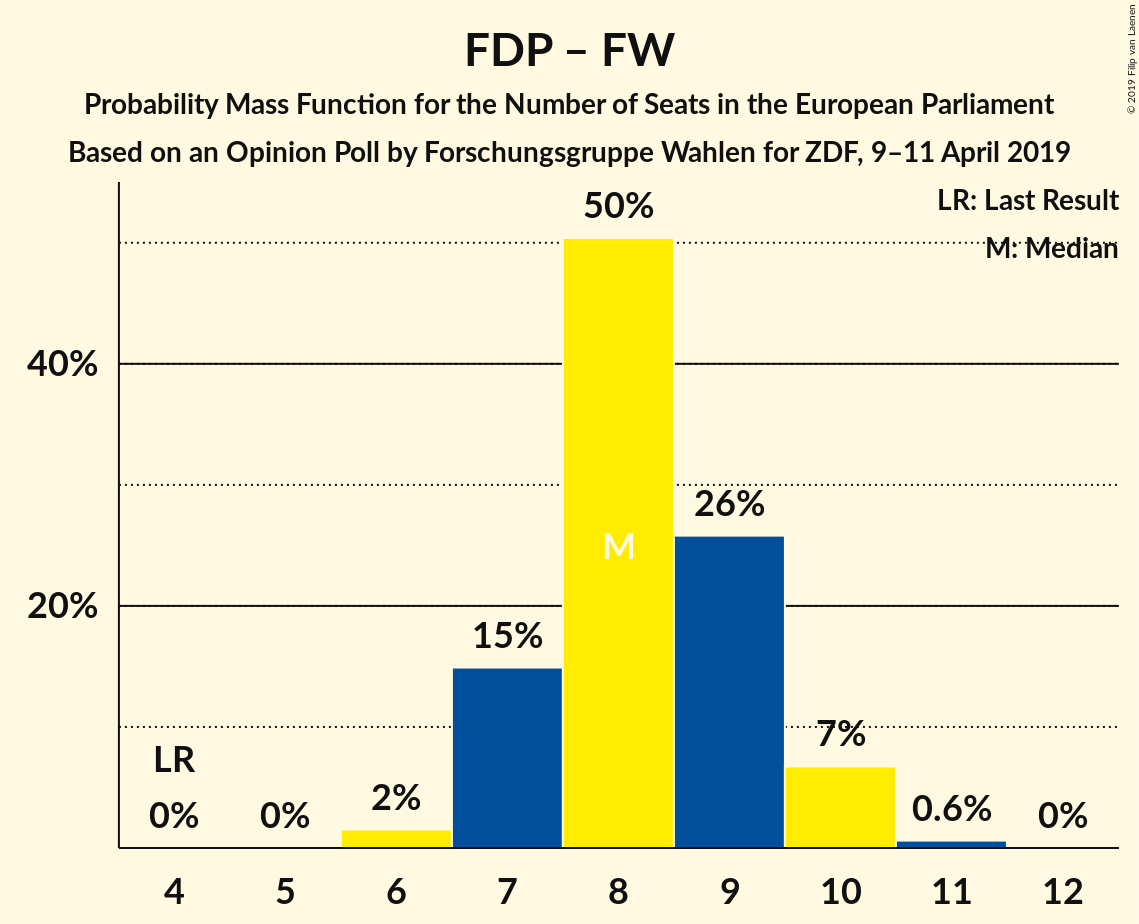 FDP – FW
Probability Mass Function for the Number of Seats in the European Parliament
Based on an Opinion Poll by Forschungsgruppe Wahlen for ZDF, 9–11 April 2019
© 2019 Filip van Laenen
LR: Last Result
M: Median
50%
40%
26%
M
20%
15%
7%
LR
2%
0.6%
0%
0%
0%
4 5 6 7 8 9 10 11 12